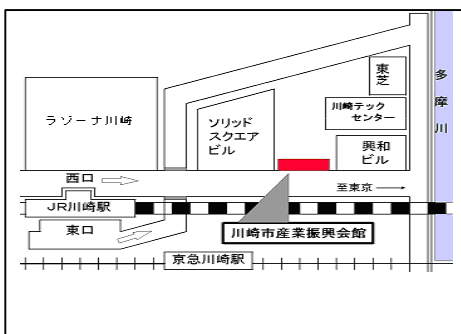 ラゾーナ川崎
ソリッド
スクエア
ビル
東芝
川崎テック
センター
興和
ビル
多摩川
西口
至東京
JR川崎駅
東口
川崎市産業振興会館
京急川崎駅